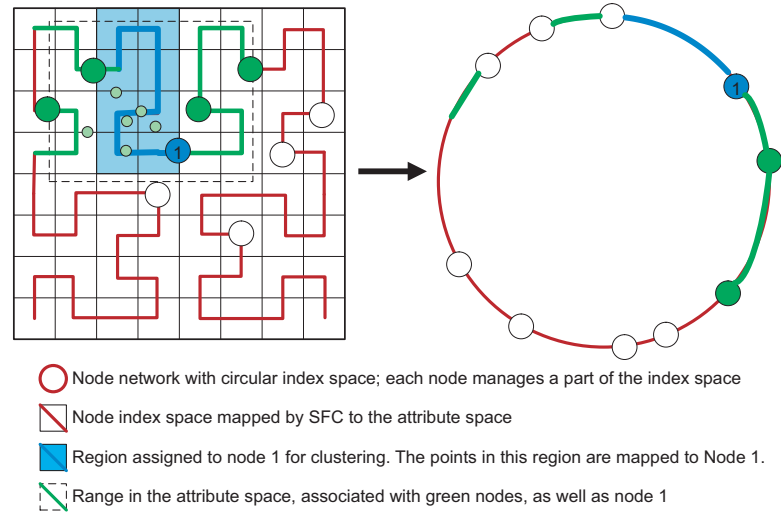 1
1
Node network with circular index space; each node manages a part of the index space
Node index space mapped by SFC to the attribute space
Region assigned to node 1 for clustering. The points in this region are mapped to Node 1.
Range in the attribute space, associated with green nodes, as well as node 1